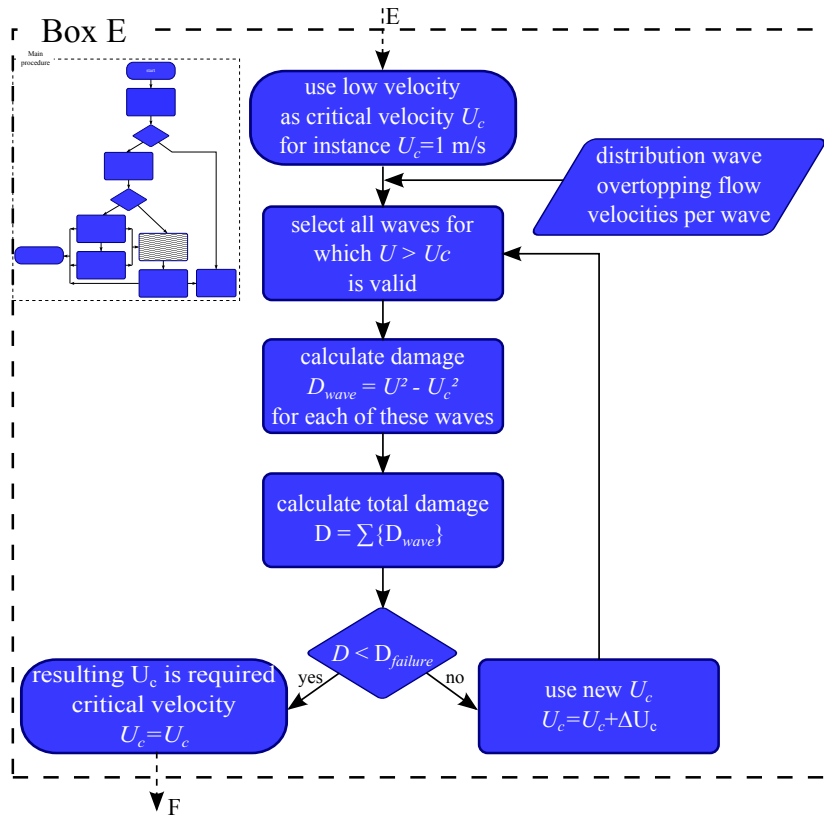 E
Box E
Main
procedure
start
use low velocity
as critical velocity U_c
for instance U_c=1 m/s
distribution wave
overtopping flow
velocities per wave
select all waves for
which U > Uc
is valid
calculate damage
D_wave = U² - U_c²
for each of these waves
calculate total damage
D = ∑{D_wave}
D < D_failure
yes
no
resulting U_c is required
critical velocity
U_c=U_c
use new U_c
U_c=U_c+ΔU_c
F